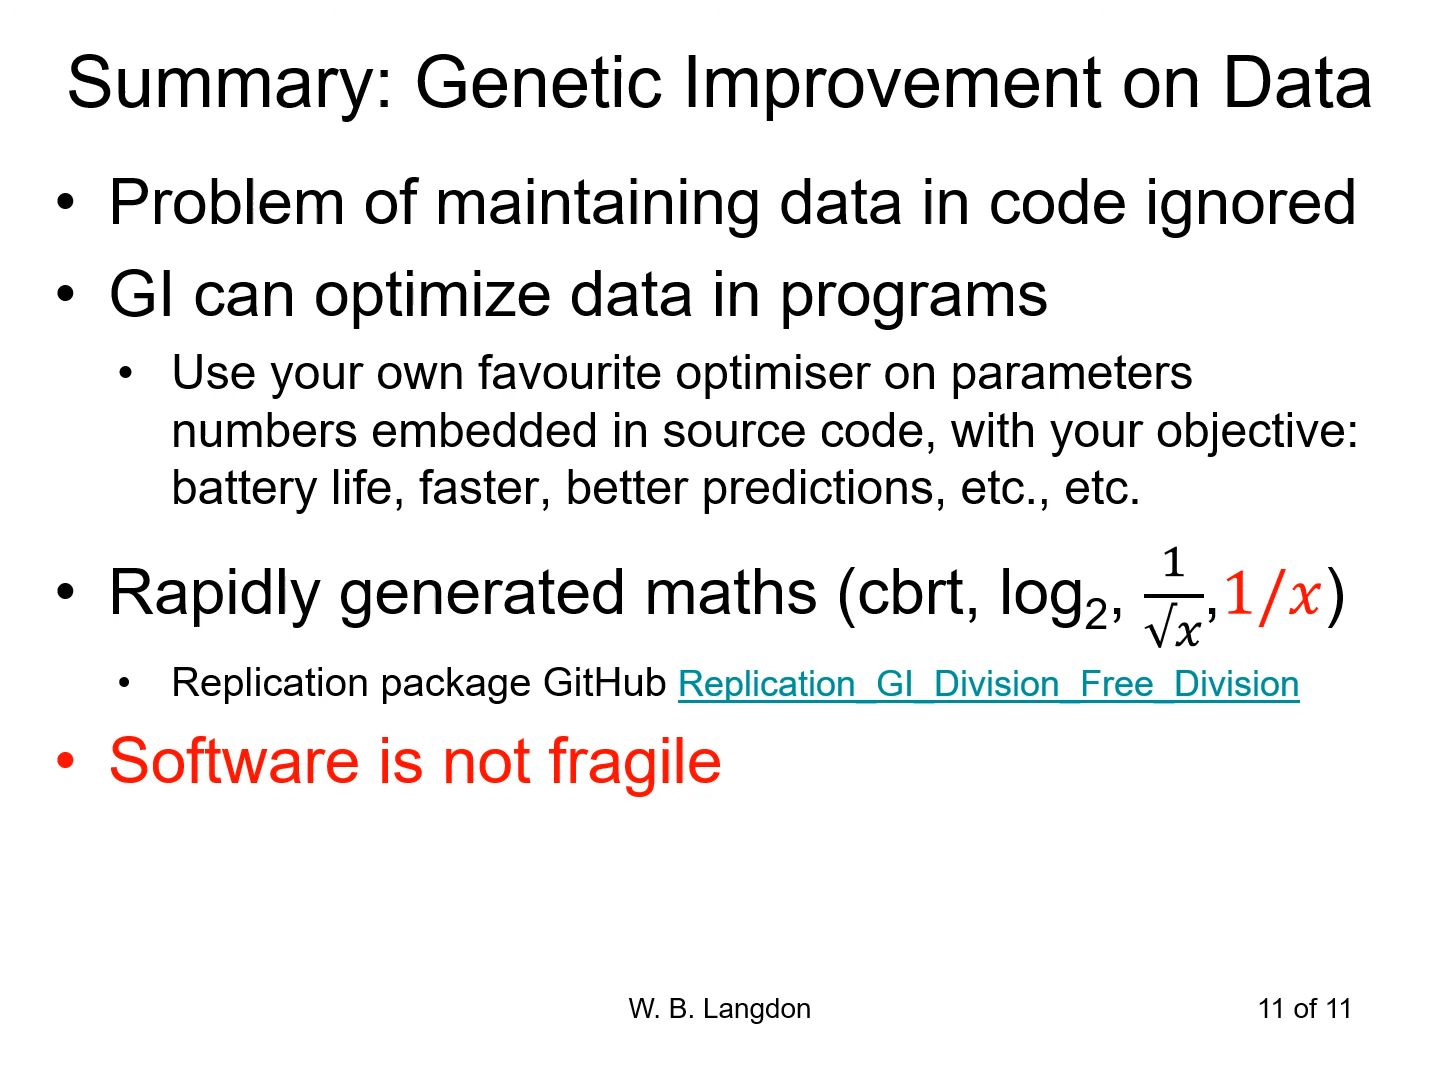 Summary: Genetic Improvement on Data
• Problem of maintaining data in code ignored
• GI can optimize data in programs
• Use your own favourite optimiser on parameters
numbers embedded in source code, with your objective:
battery life, faster, better predictions, etc., etc.
• Rapidly generated maths (cbrt, log₂, 1/√x, 1/x)
• Replication package GitHub Replication_GI_Division_Free_Division
• Software is not fragile
W. B. Langdon 11 of 11